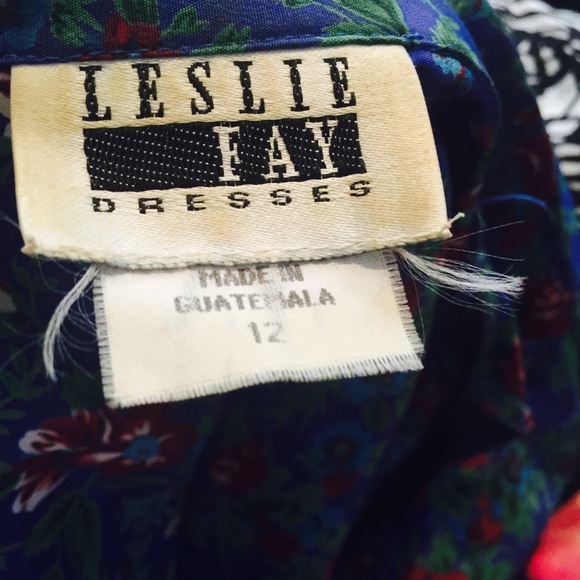 LESLIE
FAY
DRESSES
MADE IN
GUATEMALA
12